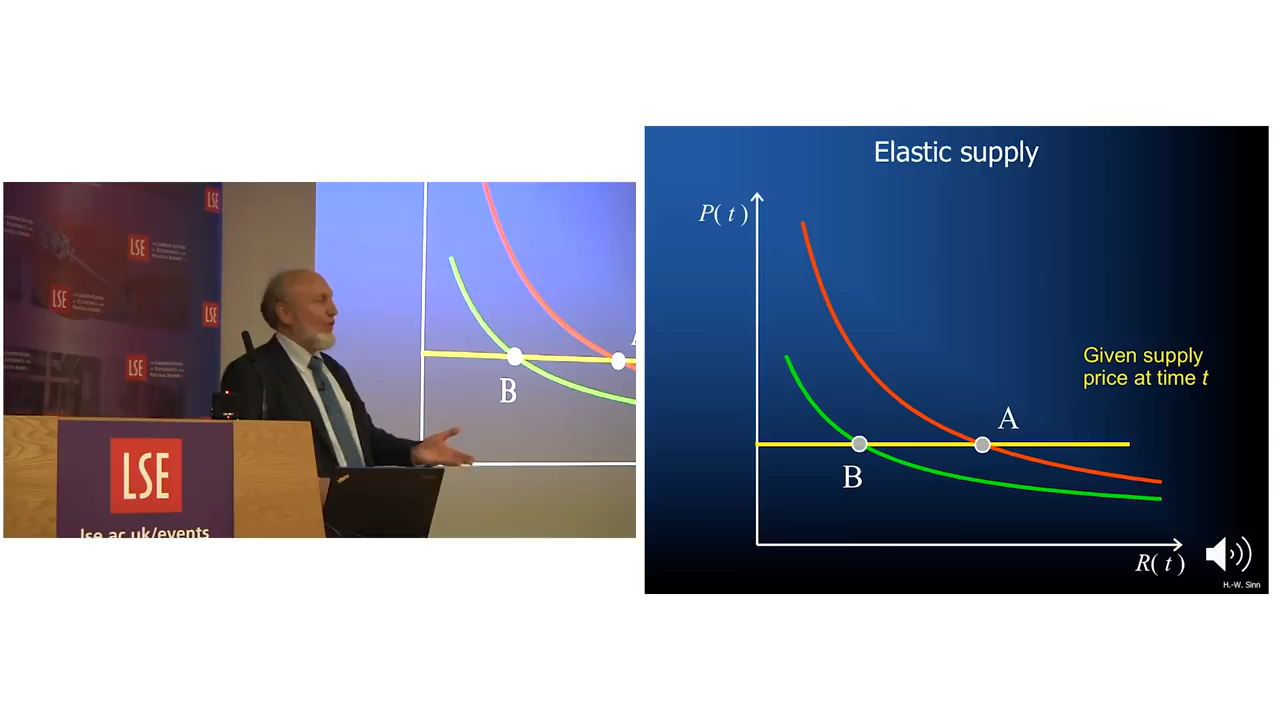 LSE
LSE
LSE
LSE
LSE
LSE
lse.ac.uk/events
B
Elastic supply
P( t )
Given supply
price at time t
A
B
R( t )
H.-W. Sinn